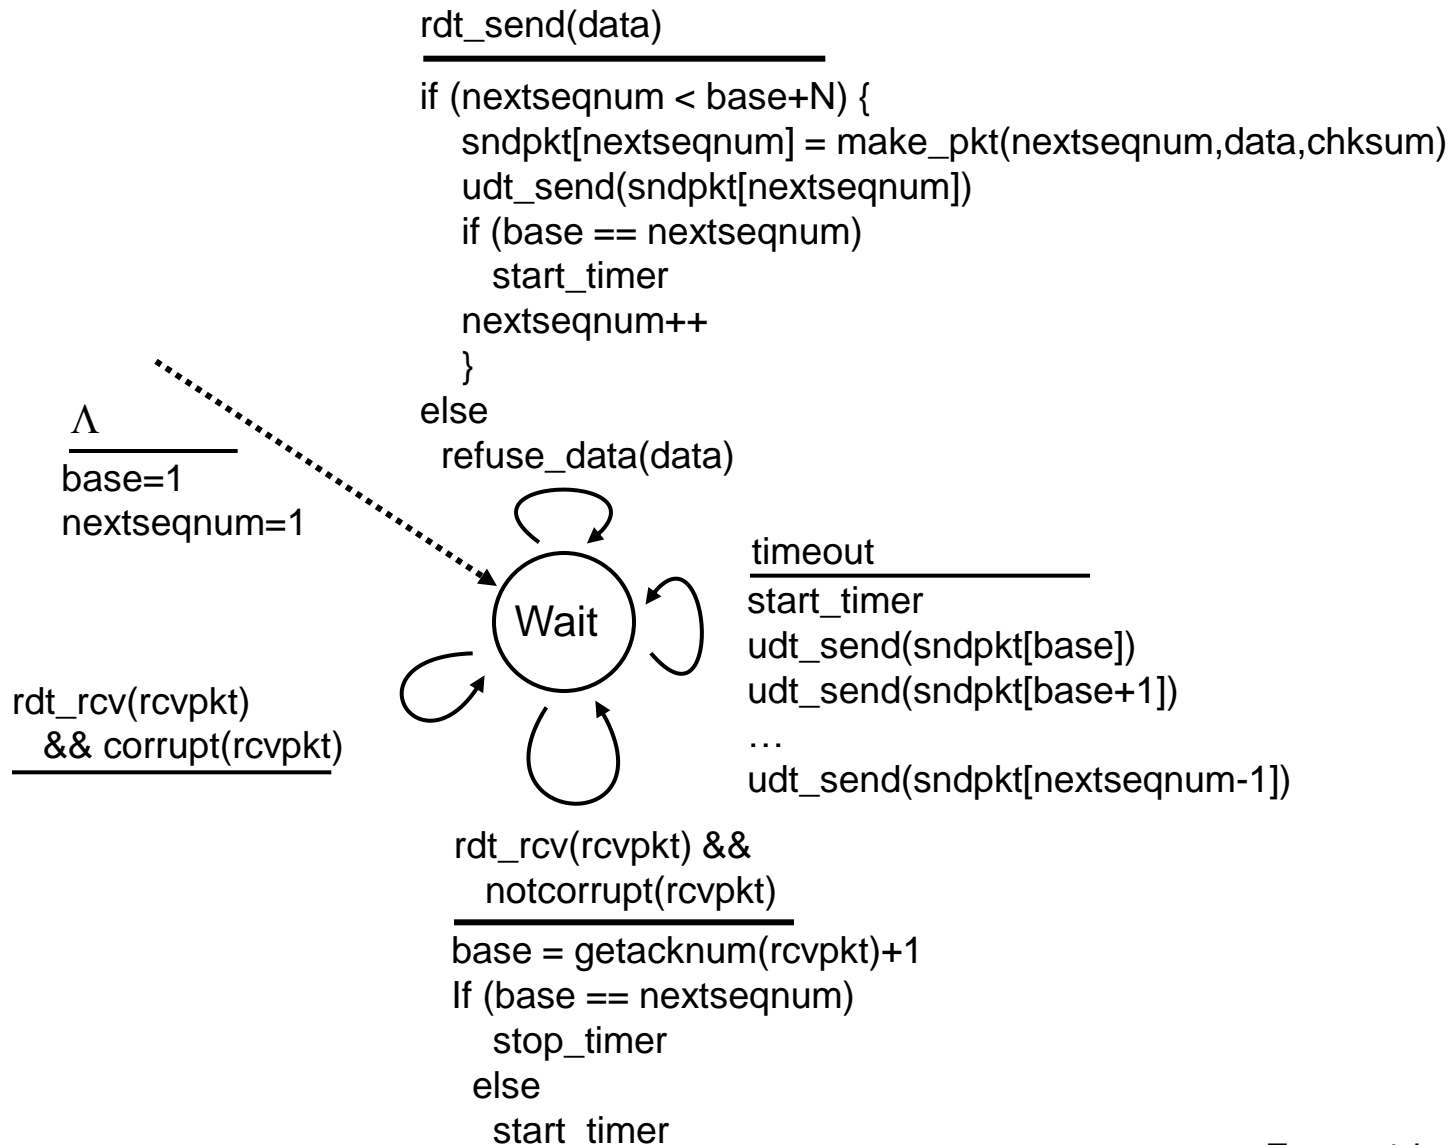 rdt_send(data)
if (nextseqnum < base+N) {
sndpkt[nextseqnum] = make_pkt(nextseqnum,data,chksum)
udt_send(sndpkt[nextseqnum])
if (base == nextseqnum)
start_timer
nextseqnum++
}
else
refuse_data(data)
Λ
base=1
nextseqnum=1
Wait
timeout
start_timer
udt_send(sndpkt[base])
udt_send(sndpkt[base+1])
…
udt_send(sndpkt[nextseqnum-1])
rdt_rcv(rcvpkt)
&& corrupt(rcvpkt)
rdt_rcv(rcvpkt) &&
notcorrupt(rcvpkt)
base = getacknum(rcvpkt)+1
If (base == nextseqnum)
stop_timer
else
start_timer